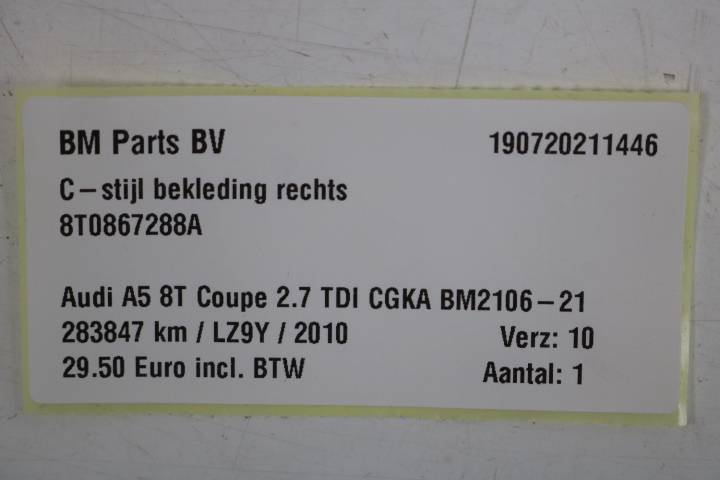 BM Parts BV 190720211446
C-stijl bekleding rechts
8T0867288A
Audi A5 8T Coupe 2.7 TDI CGKA BM2106-21
283847 km / LZ9Y / 2010 Verz: 10
29.50 Euro incl. BTW Aantal: 1